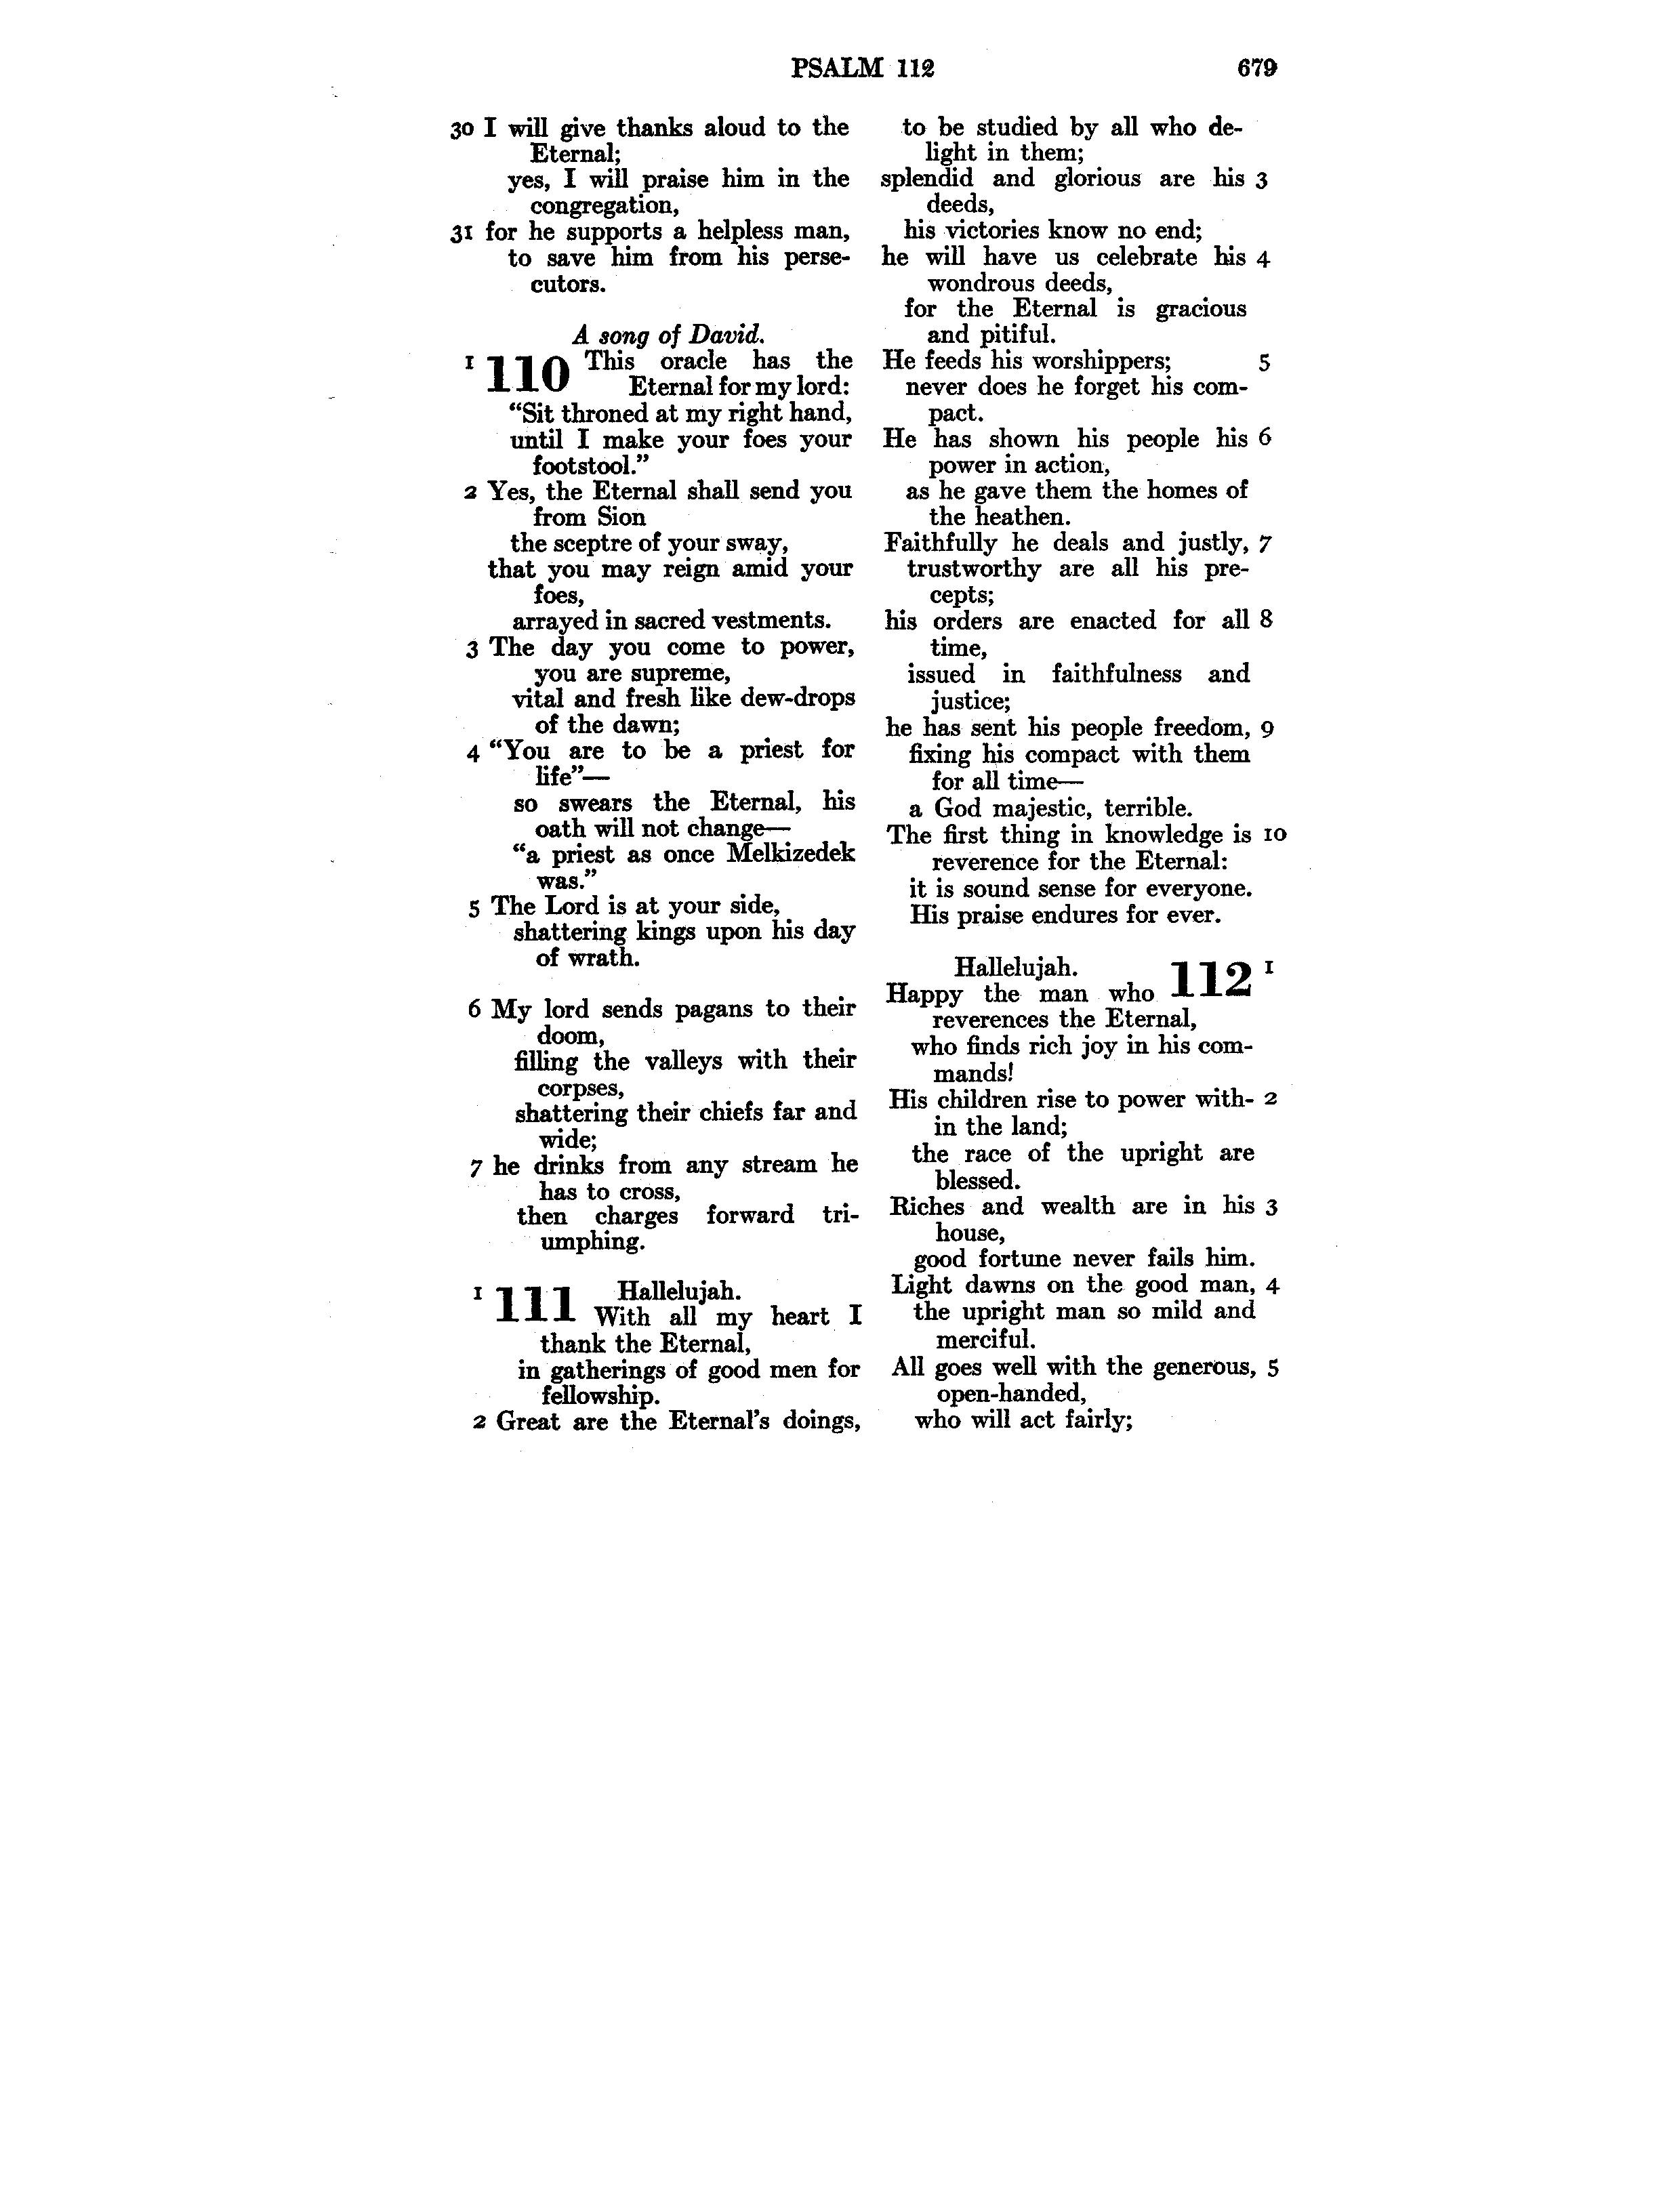 PSALM 112 679
30 I will give thanks aloud to the
Eternal;
yes, I will praise him in the
congregation,
31 for he supports a helpless man,
to save him from his perse-
cutors.
A song of David.
1 110 This oracle has the
Eternal for my lord:
“Sit throned at my right hand,
until I make your foes your
footstool.”
2 Yes, the Eternal shall send you
from Sion
the sceptre of your sway,
that you may reign amid your
foes,
arrayed in sacred vestments.
3 The day you come to power,
you are supreme,
vital and fresh like dew-drops
of the dawn;
4 “You are to be a priest for
life”—
so swears the Eternal, his
oath will not change—
“a priest as once Melkizedek
was.”
5 The Lord is at your side,
shattering kings upon his day
of wrath.
6 My lord sends pagans to their
doom,
filling the valleys with their
corpses,
shattering their chiefs far and
wide;
7 he drinks from any stream he
has to cross,
then charges forward tri-
umphing.
1 111 Hallelujah.
With all my heart I
thank the Eternal,
in gatherings of good men for
fellowship.
2 Great are the Eternal’s doings,
to be studied by all who de-
light in them;
splendid and glorious are his 3
deeds,
his victories know no end;
he will have us celebrate his 4
wondrous deeds,
for the Eternal is gracious
and pitiful.
He feeds his worshippers; 5
never does he forget his com-
pact.
He has shown his people his 6
power in action,
as he gave them the homes of
the heathen.
Faithfully he deals and justly, 7
trustworthy are all his pre-
cepts;
his orders are enacted for all 8
time,
issued in faithfulness and
justice;
he has sent his people freedom, 9
fixing his compact with them
for all time—
a God majestic, terrible.
The first thing in knowledge is 10
reverence for the Eternal:
it is sound sense for everyone.
His praise endures for ever.
Hallelujah. 112 1
Happy the man who
reverences the Eternal,
who finds rich joy in his com-
mands!
His children rise to power with- 2
in the land;
the race of the upright are
blessed.
Riches and wealth are in his 3
house,
good fortune never fails him.
Light dawns on the good man, 4
the upright man so mild and
merciful.
All goes well with the generous, 5
open-handed,
who will act fairly;